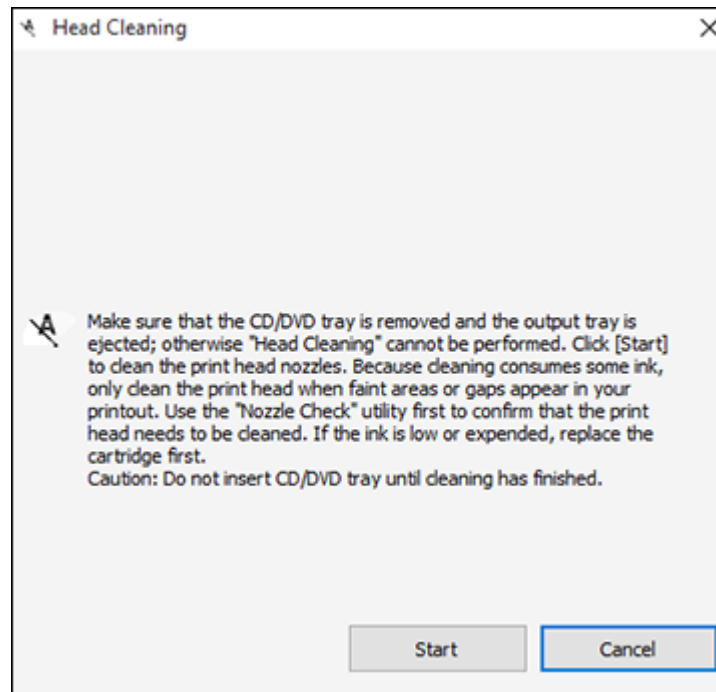 Head Cleaning
Make sure that the CD/DVD tray is removed and the output tray is
ejected; otherwise "Head Cleaning" cannot be performed. Click [Start]
to clean the print head nozzles. Because cleaning consumes some ink,
only clean the print head when faint areas or gaps appear in your
printout. Use the "Nozzle Check" utility first to confirm that the print
head needs to be cleaned. If the ink is low or expended, replace the
cartridge first.
Caution: Do not insert CD/DVD tray until cleaning has finished.
Start
Cancel